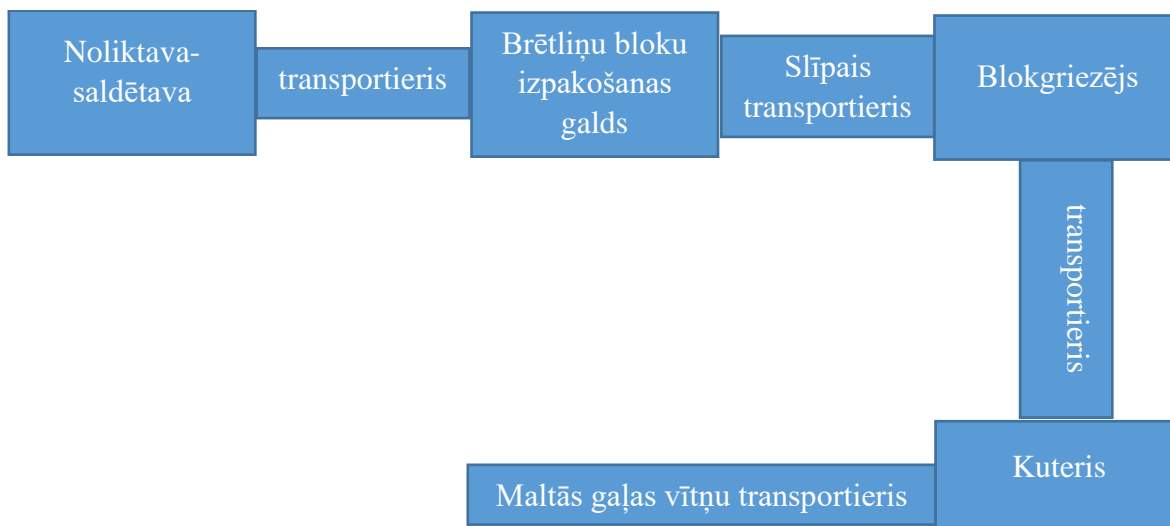 Noliktava-
saldētava
transportieris
Brētliņu bloku
izpakošanas
galds
Slīpais
transportieris
Blokgriezējs
transportieris
Kuteris
Maltās gaļas vītņu transportieris